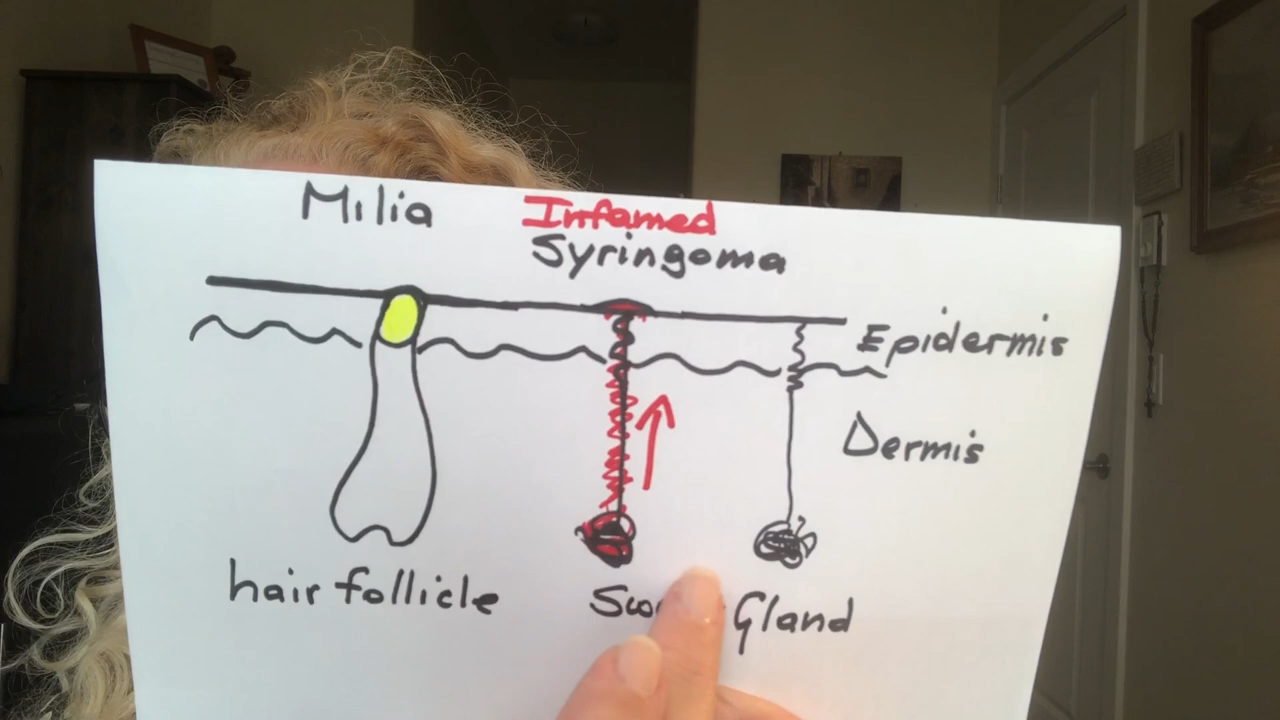 Milia
Infamed
Syringoma
Epidermis
Dermis
hair follicle
Gland